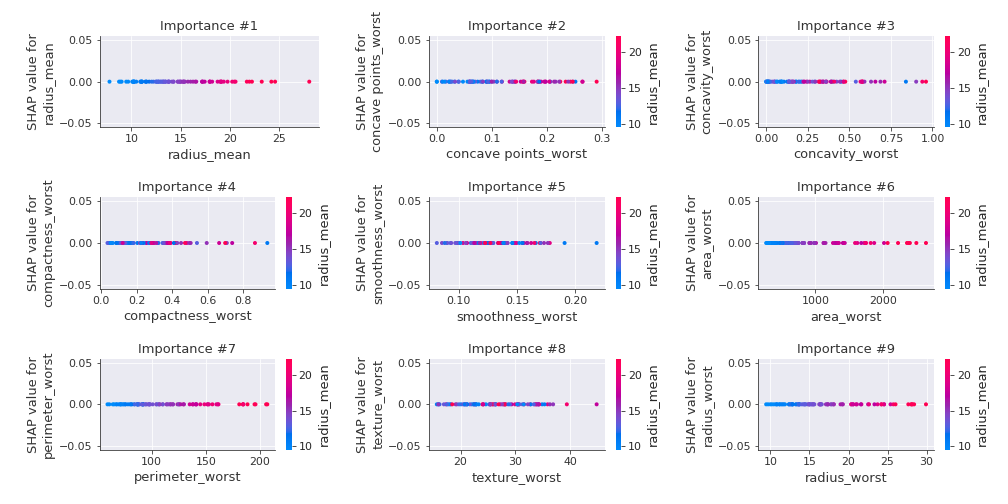 Importance #1
SHAP value for
radius_mean
0.05
0.00
−0.05
10
15
20
25
radius_mean
Importance #2
SHAP value for
concave points_worst
0.05
0.00
−0.05
0.0
0.1
0.2
0.3
concave points_worst
20
15
10
radius_mean
Importance #3
SHAP value for
concavity_worst
0.05
0.00
−0.05
0.00
0.25
0.50
0.75
1.00
concavity_worst
20
15
10
radius_mean
Importance #4
SHAP value for
compactness_worst
0.05
0.00
−0.05
0.0
0.2
0.4
0.6
0.8
compactness_worst
20
15
10
radius_mean
Importance #5
SHAP value for
smoothness_worst
0.05
0.00
−0.05
0.10
0.15
0.20
smoothness_worst
20
15
10
radius_mean
Importance #6
SHAP value for
area_worst
0.05
0.00
−0.05
1000
2000
area_worst
20
15
10
radius_mean
Importance #7
SHAP value for
perimeter_worst
0.05
0.00
−0.05
100
150
200
perimeter_worst
20
15
10
radius_mean
Importance #8
SHAP value for
texture_worst
0.05
0.00
−0.05
20
30
40
texture_worst
20
15
10
radius_mean
Importance #9
SHAP value for
radius_worst
0.05
0.00
−0.05
10
15
20
25
30
radius_worst
20
15
10
radius_mean